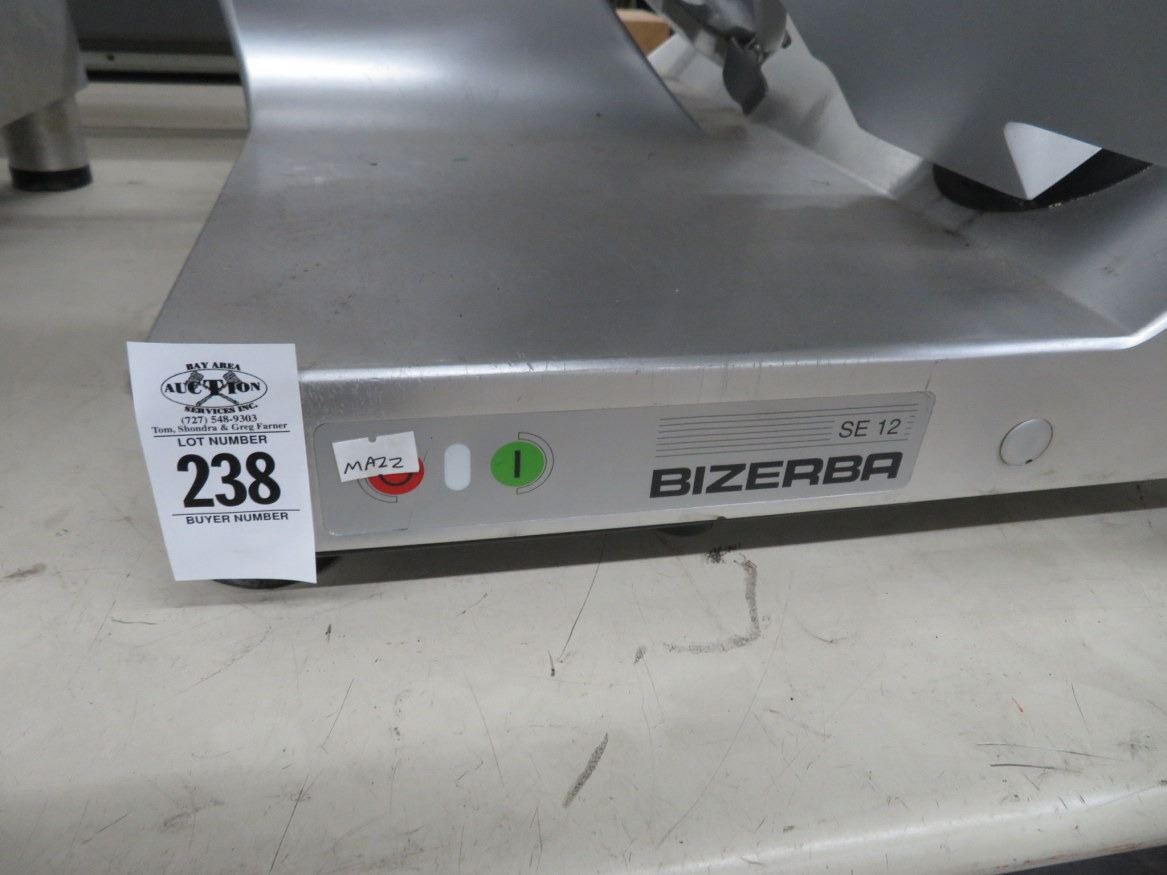 BAY AREA
AUCTION
SERVICES INC.
(727) 548-9303
Tom, Shondra & Greg Farner
LOT NUMBER
238
BUYER NUMBER
MAZZ
O
I
SE 12
BIZERBA